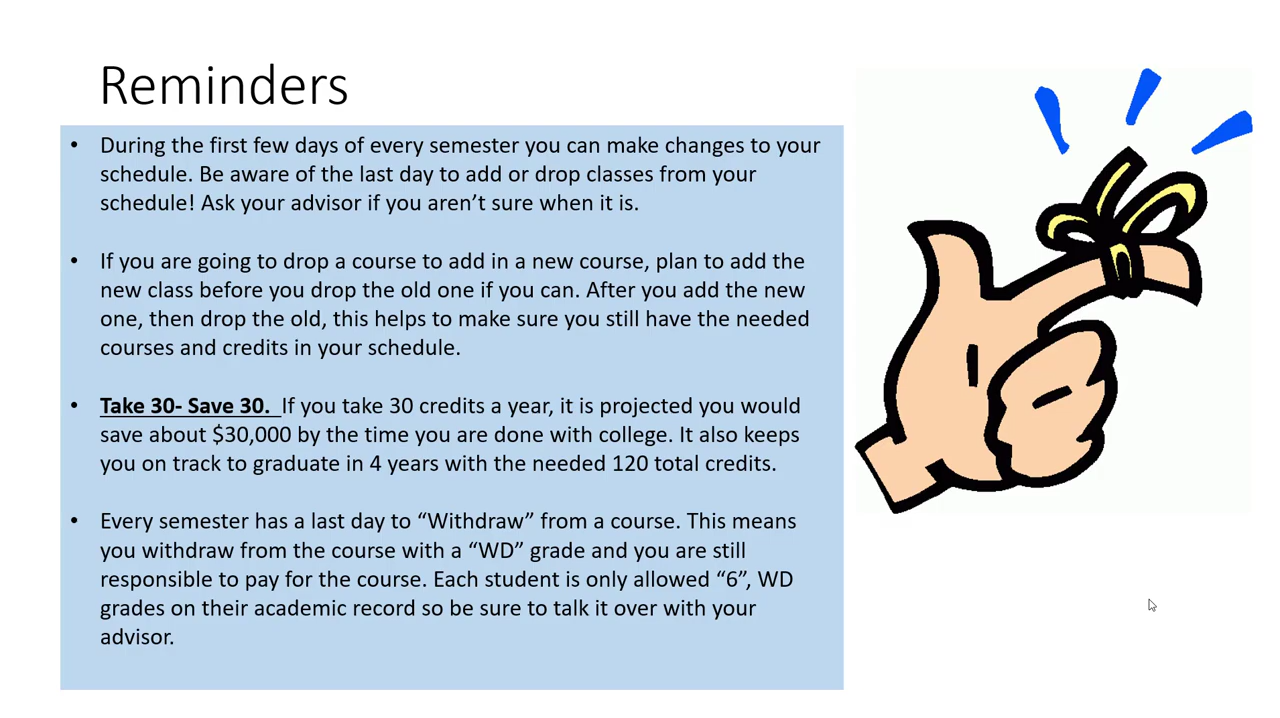 Reminders
• During the first few days of every semester you can make changes to your
schedule. Be aware of the last day to add or drop classes from your
schedule! Ask your advisor if you aren’t sure when it is.
• If you are going to drop a course to add in a new course, plan to add the
new class before you drop the old one if you can. After you add the new
one, then drop the old, this helps to make sure you still have the needed
courses and credits in your schedule.
• Take 30- Save 30. If you take 30 credits a year, it is projected you would
save about $30,000 by the time you are done with college. It also keeps
you on track to graduate in 4 years with the needed 120 total credits.
• Every semester has a last day to “Withdraw” from a course. This means
you withdraw from the course with a “WD” grade and you are still
responsible to pay for the course. Each student is only allowed “6”, WD
grades on their academic record so be sure to talk it over with your
advisor.